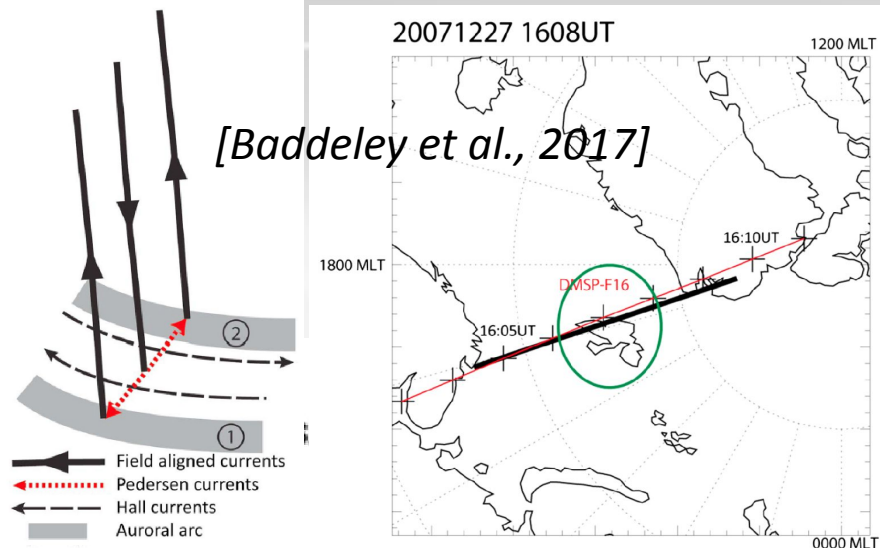 20071227 1608UT
1200 MLT
[Baddeley et al., 2017]
16:10UT
1800 MLT
DMSP-F16
16:05UT
②
①
Field aligned currents
Pedersen currents
Hall currents
Auroral arc
0000 MLT